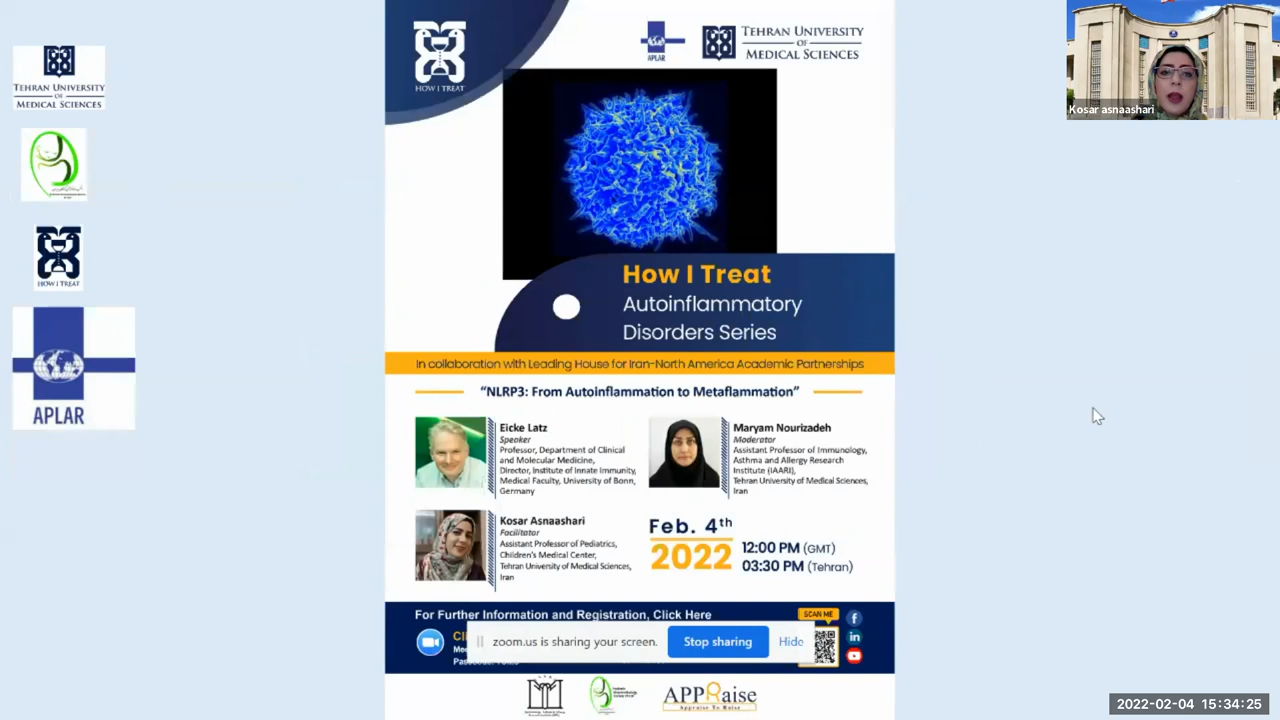 TEHRAN UNIVERSITY
OF
MEDICAL SCIENCES
HOW I TREAT
APLAR
HOW I TREAT
APLAR
TEHRAN UNIVERSITY
OF
MEDICAL SCIENCES
Kosar asnaashari
How I Treat
Autoinflammatory
Disorders Series
In collaboration with Leading House for Iran-North America Academic Partnerships
“NLRP3: From Autoinflammation to Metaflammation”
Eicke Latz
Speaker
Professor, Department of Clinical
and Molecular Medicine,
Director, Institute of Innate Immunity,
Medical Faculty, University of Bonn,
Germany
Maryam Nourizadeh
Moderator
Assistant Professor of Immunology,
Asthma and Allergy Research
Institute (IAARI),
Tehran University of Medical Sciences,
Iran
Kosar Asnaashari
Facilitator
Assistant Professor of Pediatrics,
Children's Medical Center,
Tehran University of Medical Sciences,
Iran
Feb. 4th
2022
12:00 PM (GMT)
03:30 PM (Tehran)
For Further Information and Registration, Click Here
SCAN ME
zoom.us is sharing your screen.
Stop sharing
Hide
APPRaise
Appraise To Raise
2022-02-04 15:34:25